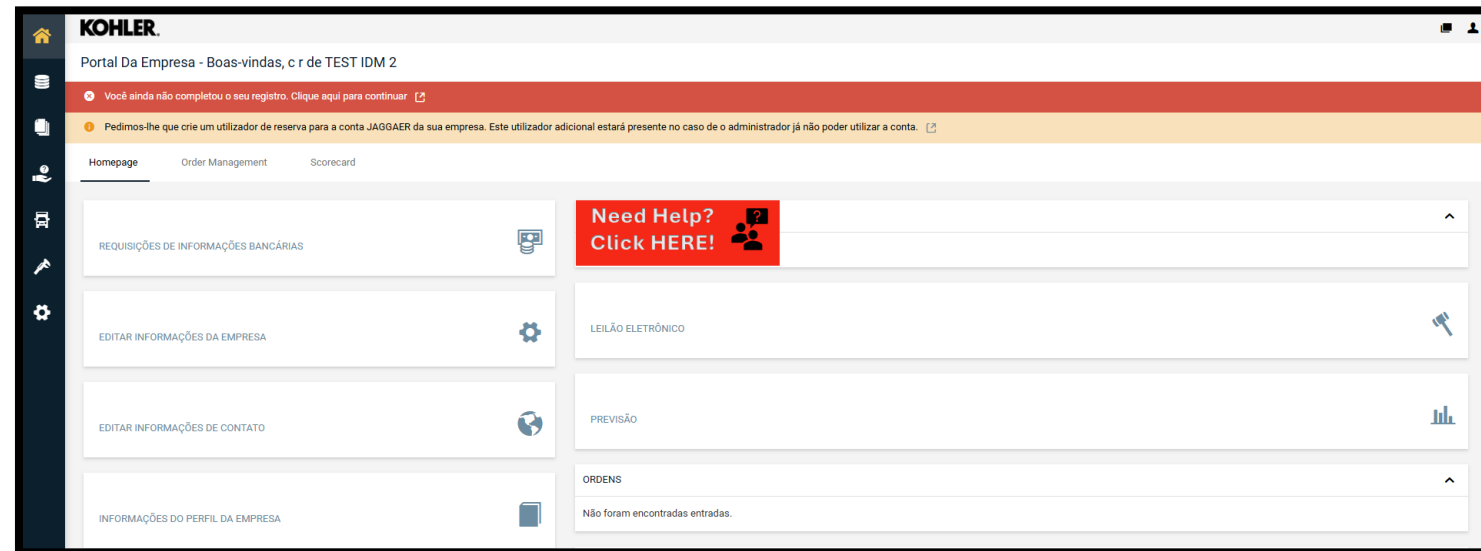 KOHLER.
Portal Da Empresa - Boas-vindas, c r de TEST IDM 2
Você ainda não completou o seu registro. Clique aqui para continuar
Pedimos-lhe que crie um utilizador de reserva para a conta JAGGAER da sua empresa. Este utilizador adicional estará presente no caso de o administrador já não poder utilizar a conta.
Homepage Order Management Scorecard
REQUISIÇÕES DE INFORMAÇÕES BANCÁRIAS
EDITAR INFORMAÇÕES DA EMPRESA
EDITAR INFORMAÇÕES DE CONTATO
INFORMAÇÕES DO PERFIL DA EMPRESA
Need Help?
Click HERE!
LEILÃO ELETRÔNICO
PREVISÃO
ORDENS
Não foram encontradas entradas.